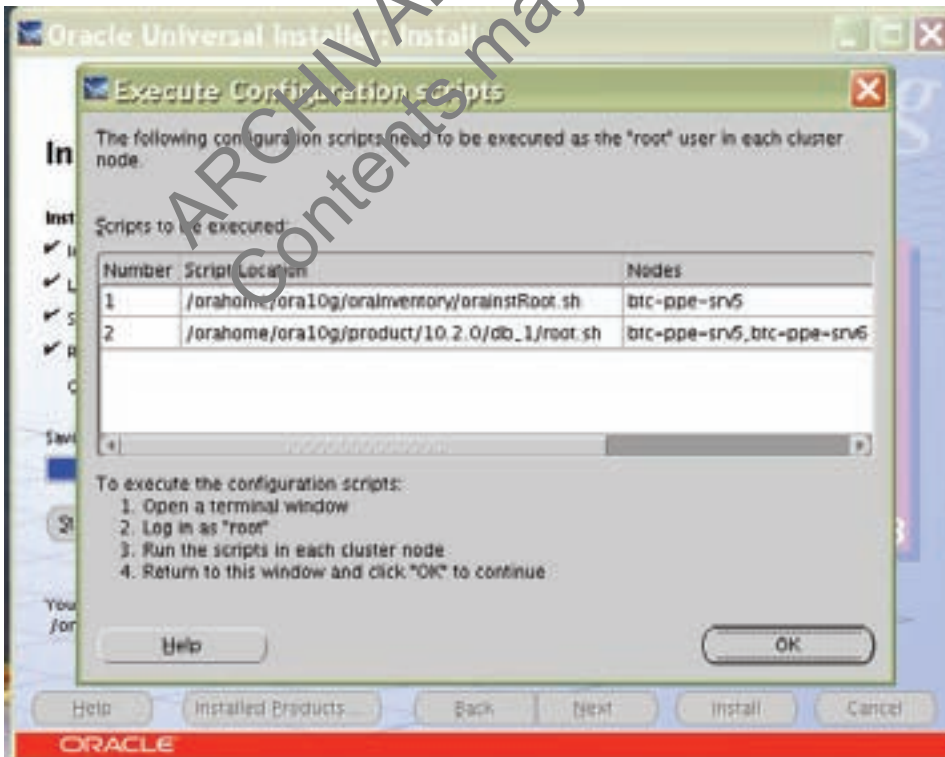 Oracle Universal Installer: Install
Execute Configuration scripts
The following configuration scripts need to be executed as the "root" user in each cluster
node.
In
Inst
Scripts to be executed:
Number Script Location Nodes
1 /orahome/ora10g/oraInventory/orainstRoot.sh btc-ppe-srv5
2 /orahome/ora10g/product/10.2.0/db_1/root.sh btc-ppe-srv5,btc-ppe-srv6
To execute the configuration scripts:
1. Open a terminal window
2. Log in as "root"
3. Run the scripts in each cluster node
4. Return to this window and click "OK" to continue
You
/or
Help OK
Help Installed Products... Back Next Install Cancel
ORACLE
ARCHIVAL
Contents may